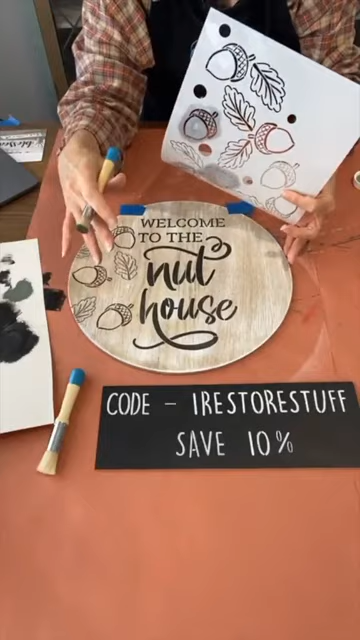 WELCOME
TO THE
nut
house
CODE - IRESTORESTUFF
SAVE 10%